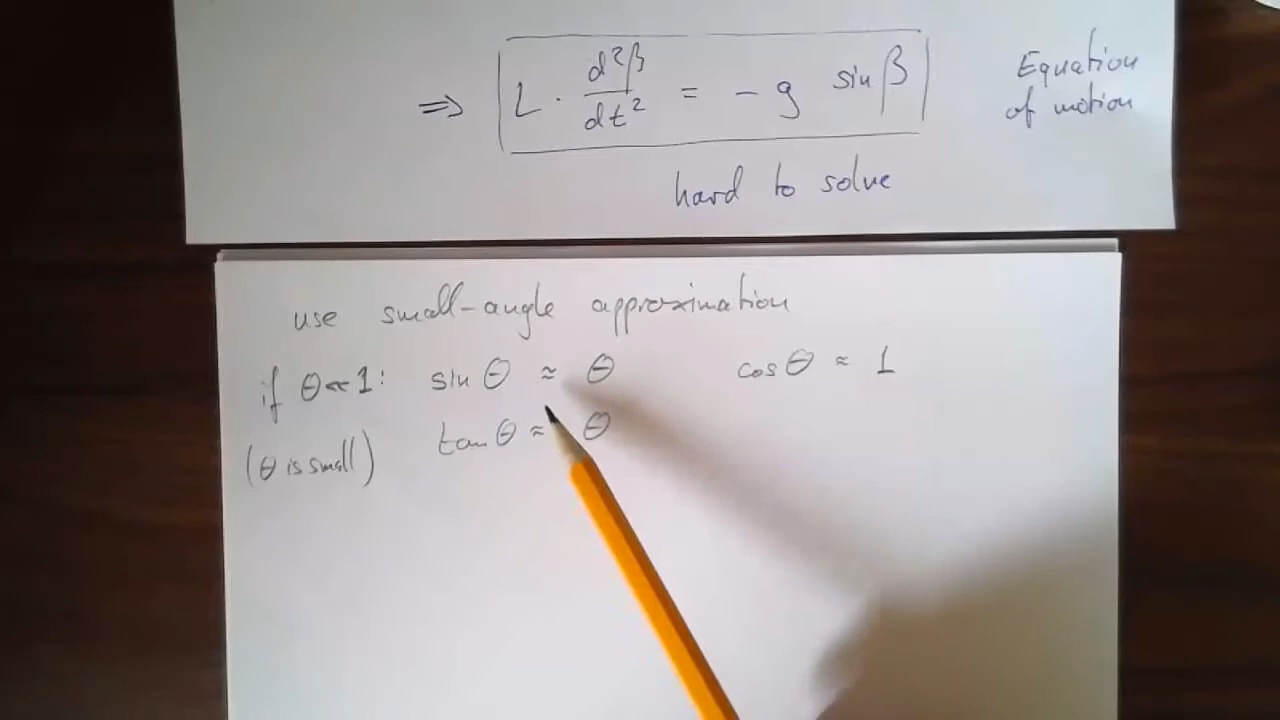 ⇒ L · d²β/dt² = - g sin β
Equation
of motion
hard to solve
use small-angle approximation
if θ≪1: sin θ ≈ θ cos θ ≈ 1
(θ is small) tan θ ≈ θ